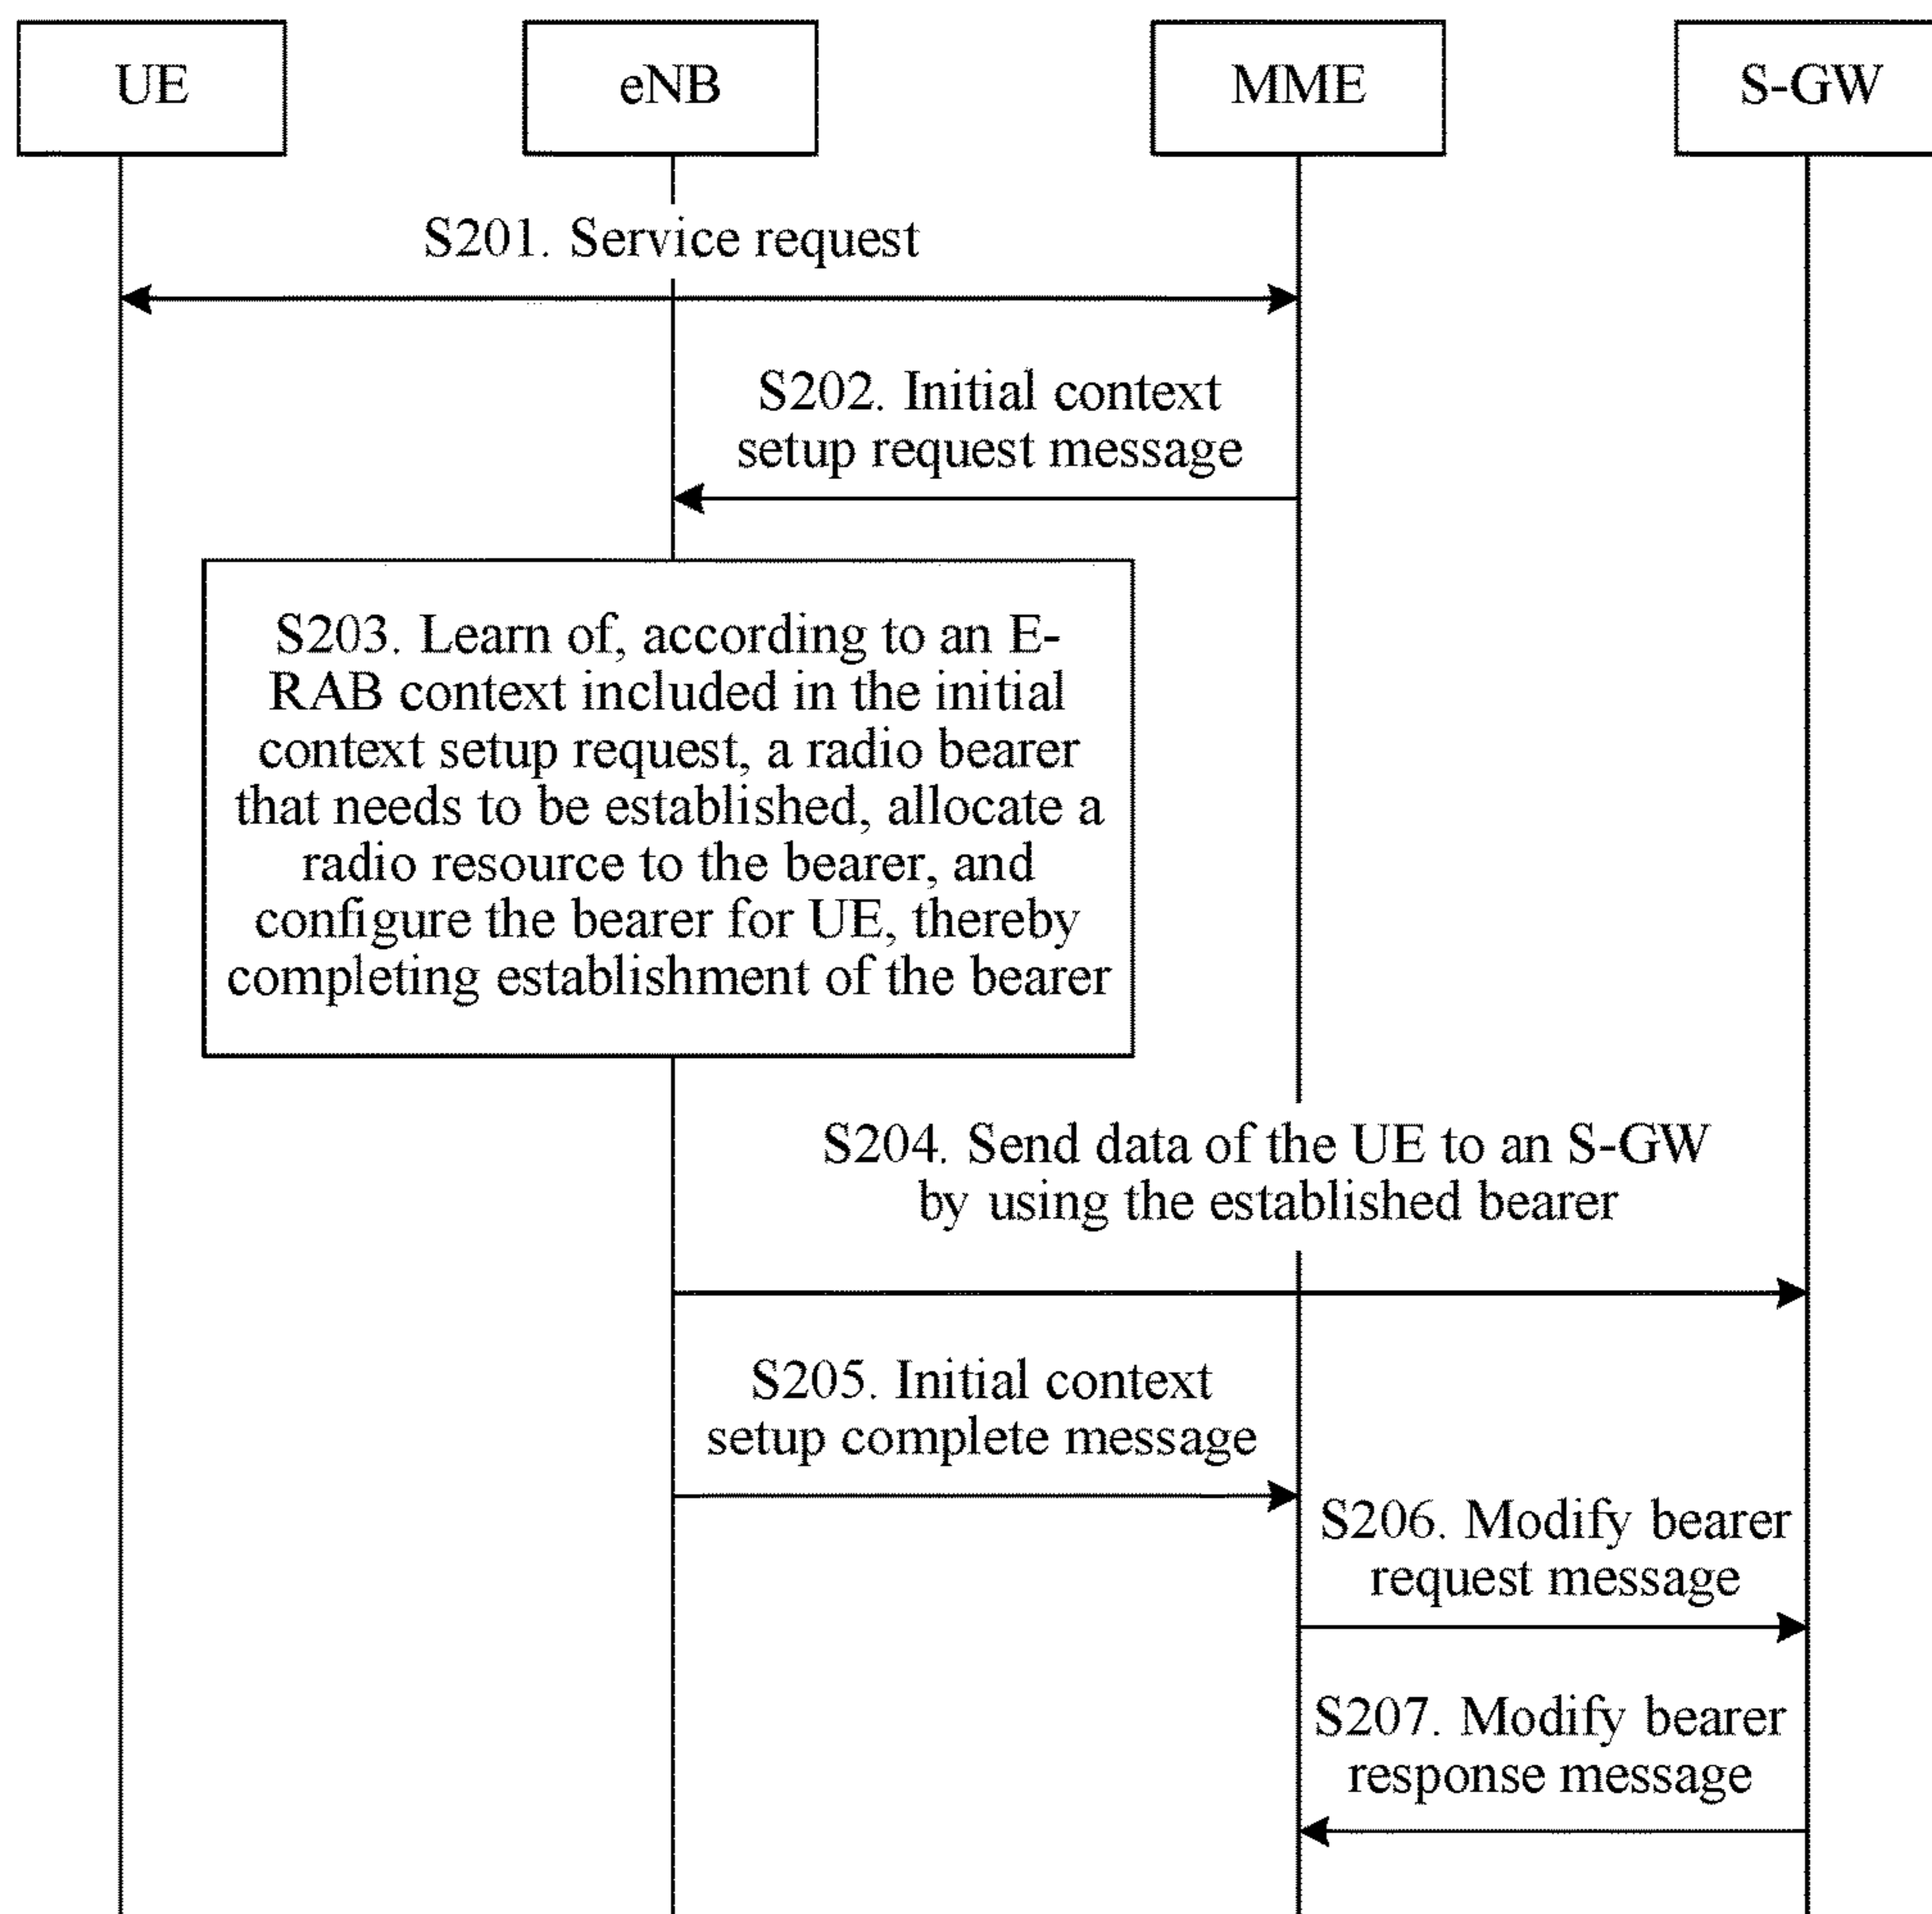 UE
eNB
MME
S-GW
S201. Service request
S202. Initial context
setup request message
S203. Learn of, according to an E-
RAB context included in the initial
context setup request, a radio bearer
that needs to be established, allocate a
radio resource to the bearer, and
configure the bearer for UE, thereby
completing establishment of the bearer
S204. Send data of the UE to an S-GW
by using the established bearer
S205. Initial context
setup complete message
S206. Modify bearer
request message
S207. Modify bearer
response message